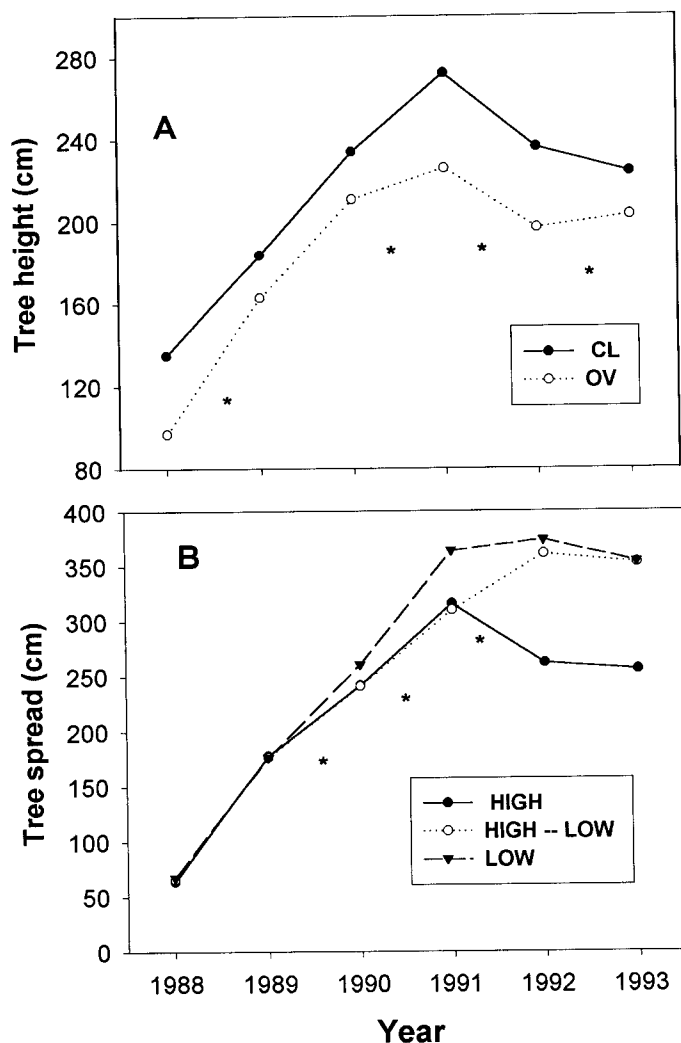 280
240
200
160
120
80
Tree height (cm)
A
*
*
*
*
CL
OV
400
350
300
250
200
150
100
50
0
Tree spread (cm)
B
*
*
*
HIGH
HIGH -- LOW
LOW
1988 1989 1990 1991 1992 1993
Year